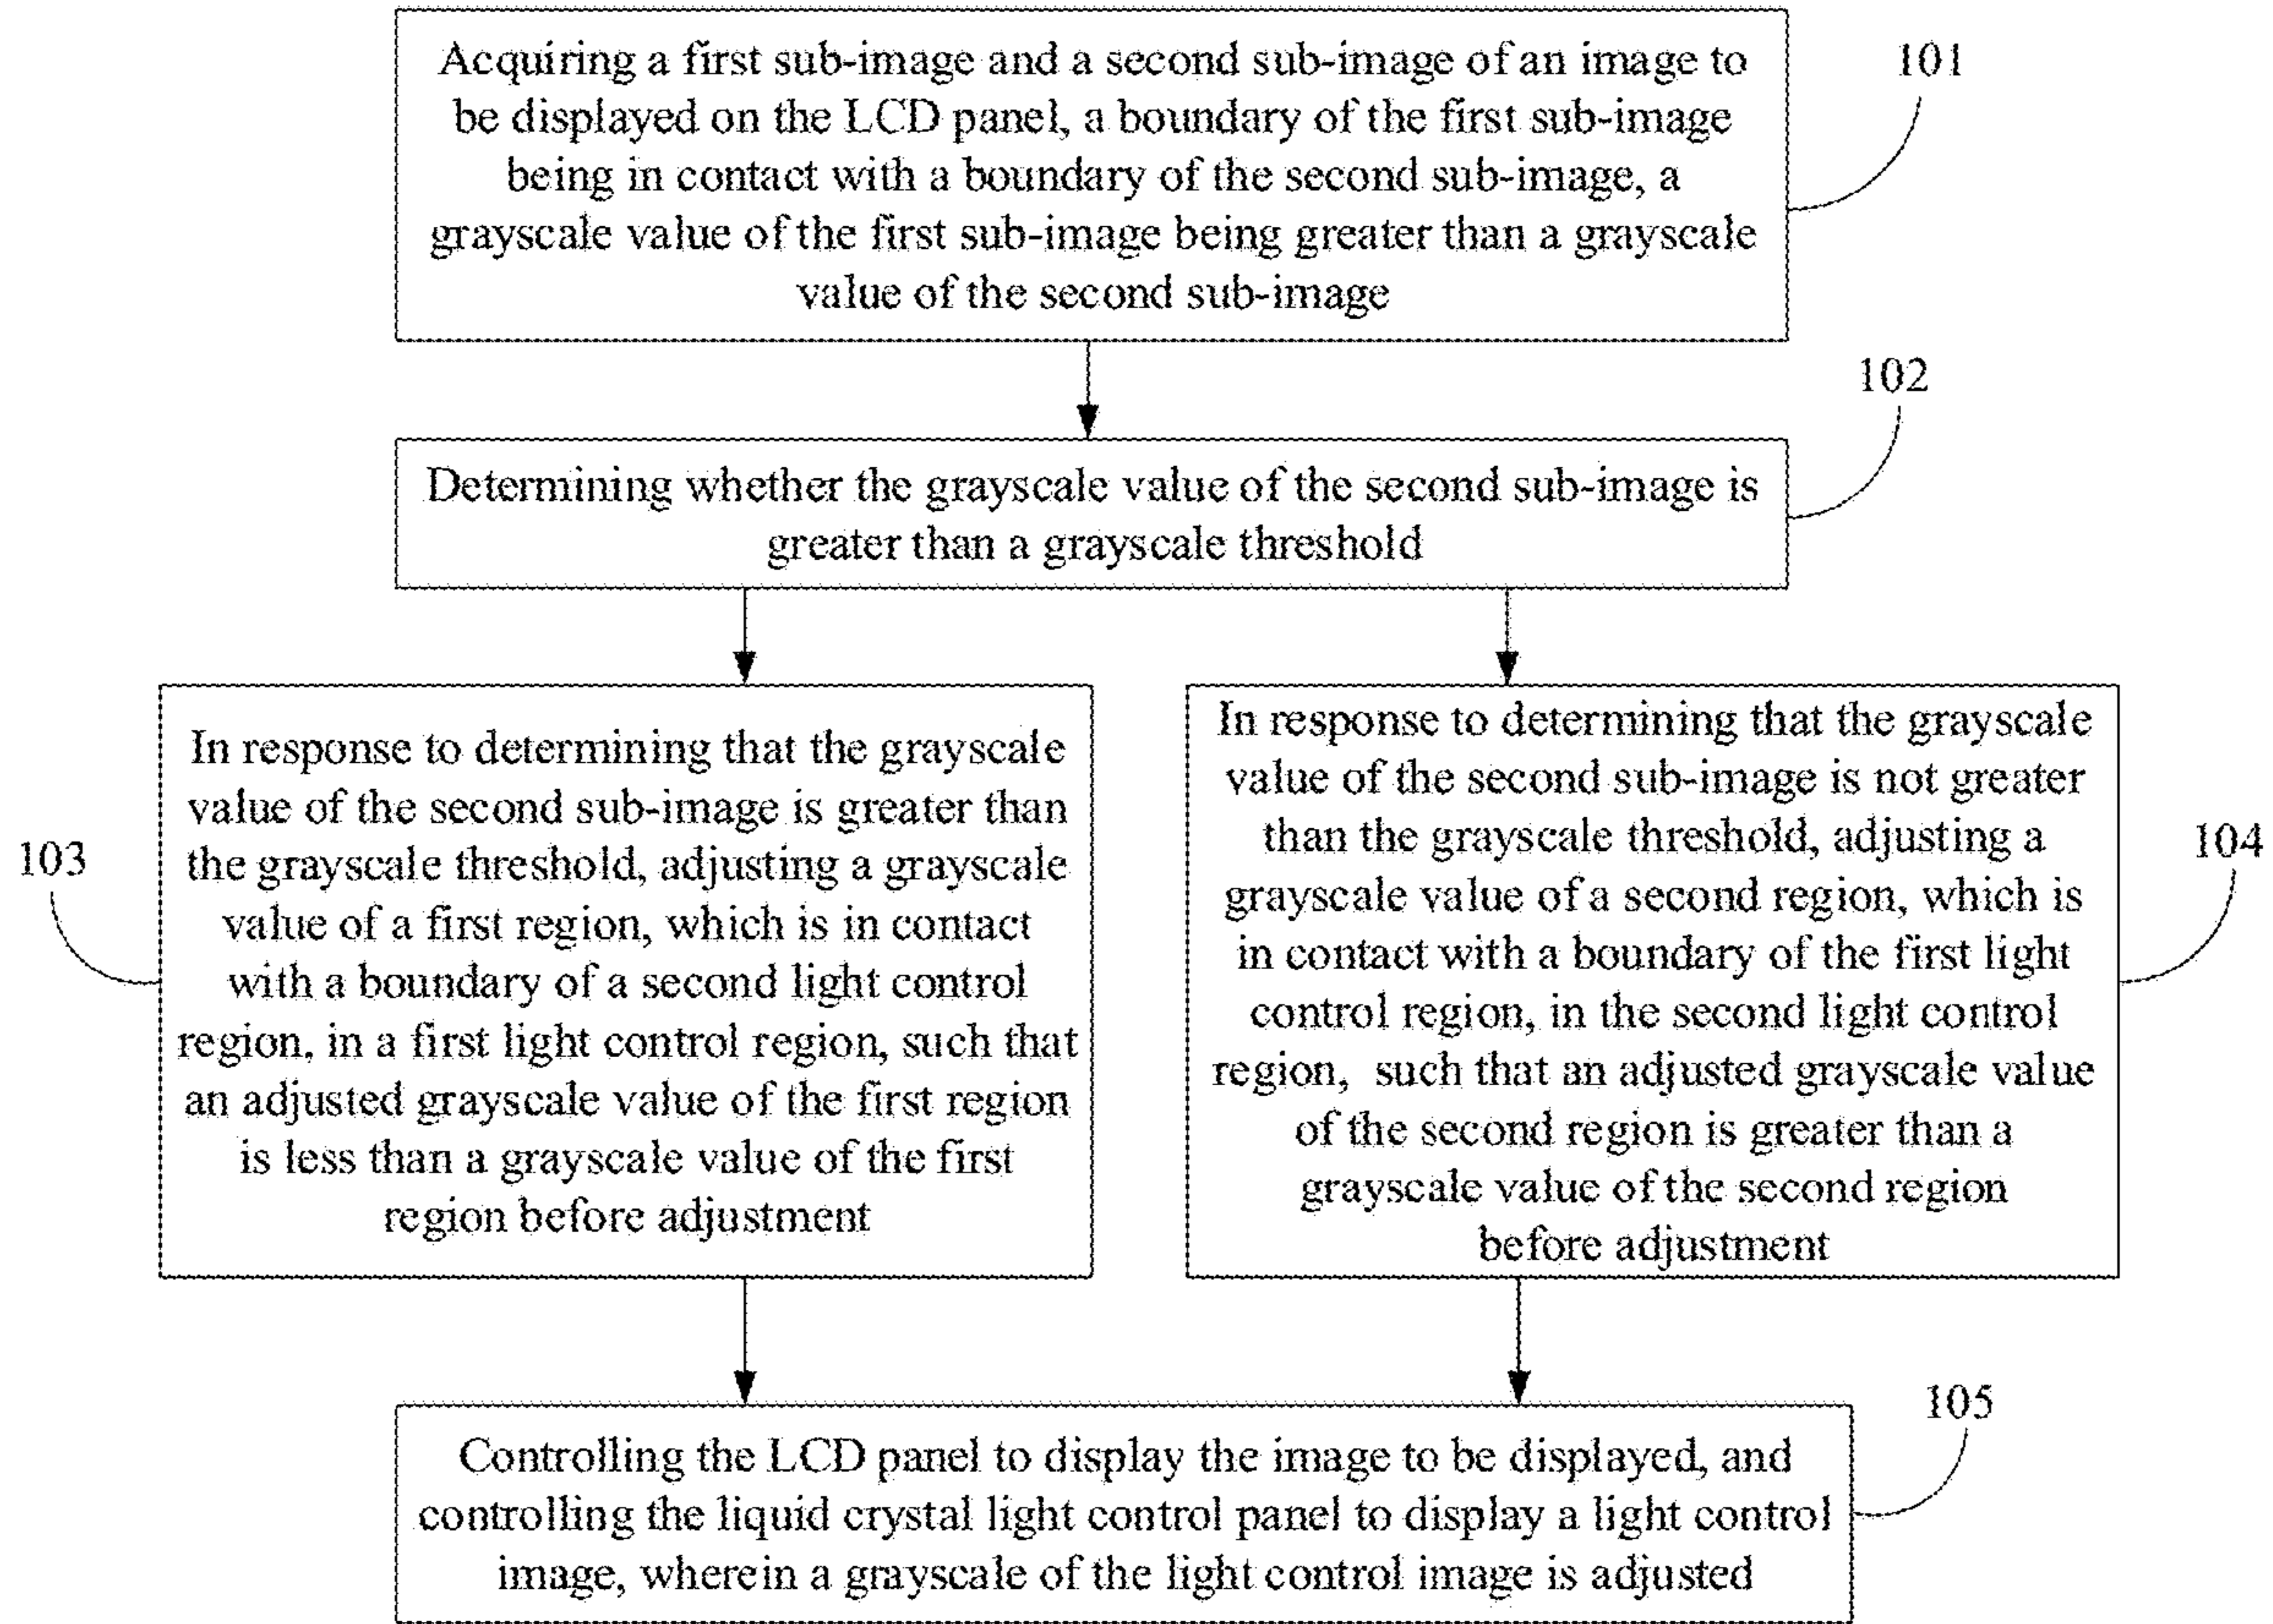 Acquiring a first sub-image and a second sub-image of an image to
be displayed on the LCD panel, a boundary of the first sub-image
being in contact with a boundary of the second sub-image, a
grayscale value of the first sub-image being greater than a grayscale
value of the second sub-image
101
Determining whether the grayscale value of the second sub-image is
greater than a grayscale threshold
102
103
In response to determining that the grayscale
value of the second sub-image is greater than
the grayscale threshold, adjusting a grayscale
value of a first region, which is in contact
with a boundary of a second light control
region, in a first light control region, such that
an adjusted grayscale value of the first region
is less than a grayscale value of the first
region before adjustment
In response to determining that the grayscale
value of the second sub-image is not greater
than the grayscale threshold, adjusting a
grayscale value of a second region, which is
in contact with a boundary of the first light
control region, in the second light control
region, such that an adjusted grayscale value
of the second region is greater than a
grayscale value of the second region
before adjustment
104
Controlling the LCD panel to display the image to be displayed, and
controlling the liquid crystal light control panel to display a light control
image, wherein a grayscale of the light control image is adjusted
105